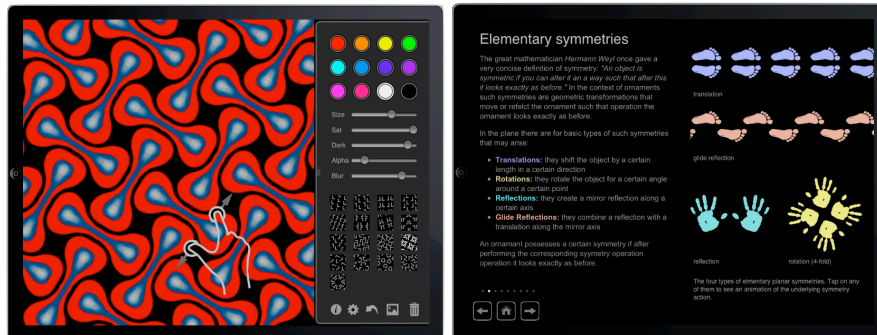 Size
Sat
Dark
Alpha
Blur
Elementary symmetries
The great mathematician Hermann Weyl once gave a
very concise definition of symmetry: "An object is
symmetric if you can alter it an a way such that after this
it looks exactly as before." In the context of ornaments
such symmetries are geometric transformations that
move or refelct the ornament such that operation the
ornament looks exactly as before.
In the plane there are for basic types of such symmetries
that may arise:
• Translations: they shift the object by a certain
length in a certain direction
• Rotations: they rotate the object for a certain angle
around a certain point
• Reflections: they create a mirror reflection along a
certain axis
• Glide Reflections: they combine a reflection with a
translation along the mirror axis
An ornamant possesses a certain symmetry if after
performing the corresponding syymetry operation
operation it looks exactly as before.
translation
glide reflection
reflection
rotation (4-fold)
The four types of elmentary planar symmetries. Tap on any
of them to see an animation of the underlying symmetry
action.